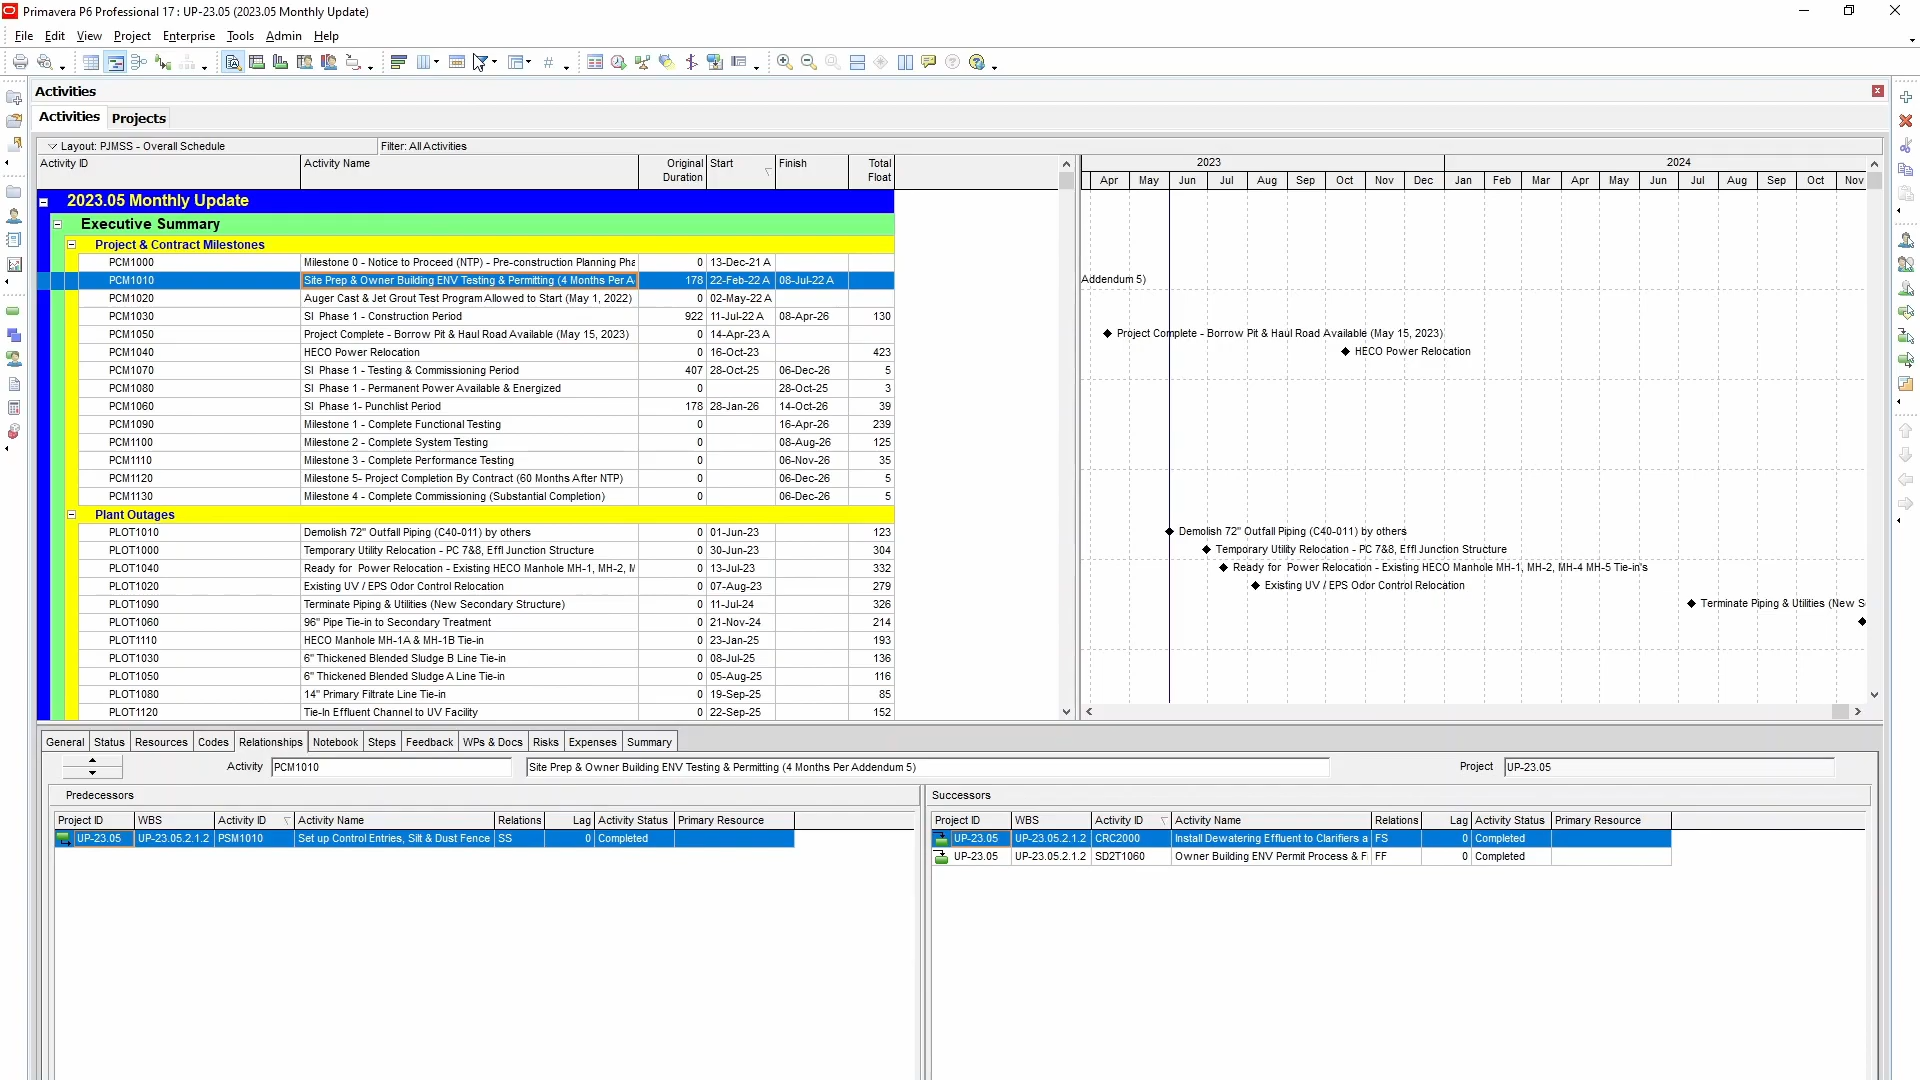 Primavera P6 Professional 17 : UP-23.05 (2023.05 Monthly Update)
File Edit View Project Enterprise Tools Admin Help
Activities
Activities Projects
Layout: PJMSS - Overall Schedule Filter: All Activities
Activity ID Activity Name Original Duration Start Finish Total Float
2023 2024
Apr May Jun Jul Aug Sep Oct Nov Dec Jan Feb Mar Apr May Jun Jul Aug Sep Oct Nov
2023.05 Monthly Update
Executive Summary
Project & Contract Milestones
PCM1000 Milestone 0 - Notice to Proceed (NTP) - Pre-construction Planning Pha 0 13-Dec-21 A
PCM1010 Site Prep & Owner Building ENV Testing & Permitting (4 Months Per A 178 22-Feb-22 A 08-Jul-22 A
Addendum 5)
PCM1020 Auger Cast & Jet Grout Test Program Allowed to Start (May 1, 2022) 0 02-May-22 A
PCM1030 SI Phase 1 - Construction Period 922 11-Jul-22 A 08-Apr-26 130
PCM1050 Project Complete - Borrow Pit & Haul Road Available (May 15, 2023) 0 14-Apr-23 A
Project Complete - Borrow Pit & Haul Road Available (May 15, 2023)
PCM1040 HECO Power Relocation 0 16-Oct-23 423
HECO Power Relocation
PCM1070 SI Phase 1 - Testing & Commissioning Period 407 28-Oct-25 06-Dec-26 5
PCM1080 SI Phase 1 - Permanent Power Available & Energized 0 28-Oct-25 3
PCM1060 SI Phase 1- Punchlist Period 178 28-Jan-26 14-Oct-26 39
PCM1090 Milestone 1 - Complete Functional Testing 0 16-Apr-26 239
PCM1100 Milestone 2 - Complete System Testing 0 08-Aug-26 125
PCM1110 Milestone 3 - Complete Performance Testing 0 06-Nov-26 35
PCM1120 Milestone 5- Project Completion By Contract (60 Months After NTP) 0 06-Dec-26 5
PCM1130 Milestone 4 - Complete Commissioning (Substantial Completion) 0 06-Dec-26 5
Plant Outages
PLOT1010 Demolish 72" Outfall Piping (C40-011) by others 0 01-Jun-23 123
Demolish 72" Outfall Piping (C40-011) by others
PLOT1000 Temporary Utility Relocation - PC 7&8, Effl Junction Structure 0 30-Jun-23 304
Temporary Utility Relocation - PC 7&8, Effl Junction Structure
PLOT1040 Ready for Power Relocation - Existing HECO Manhole MH-1, MH-2, M 0 13-Jul-23 332
Ready for Power Relocation - Existing HECO Manhole MH-1, MH-2, MH-4 MH-5 Tie-in's
PLOT1020 Existing UV / EPS Odor Control Relocation 0 07-Aug-23 279
Existing UV / EPS Odor Control Relocation
PLOT1090 Terminate Piping & Utilities (New Secondary Structure) 0 11-Jul-24 326
Terminate Piping & Utilities (New S
PLOT1060 96" Pipe Tie-in to Secondary Treatment 0 21-Nov-24 214
PLOT1110 HECO Manhole MH-1A & MH-1B Tie-in 0 23-Jan-25 193
PLOT1030 6" Thickened Blended Sludge B Line Tie-in 0 08-Jul-25 136
PLOT1050 6" Thickened Blended Sludge A Line Tie-in 0 05-Aug-25 116
PLOT1080 14" Primary Filtrate Line Tie-in 0 19-Sep-25 85
PLOT1120 Tie-In Effluent Channel to UV Facility 0 22-Sep-25 152
General Status Resources Codes Relationships Notebook Steps Feedback WPs & Docs Risks Expenses Summary
Activity PCM1010 Site Prep & Owner Building ENV Testing & Permitting (4 Months Per Addendum 5) Project UP-23.05
Predecessors
Project ID WBS Activity ID Activity Name Relations Lag Activity Status Primary Resource
UP-23.05 UP-23.05.2.1.2 PSM1010 Set up Control Entries, Silt & Dust Fence SS 0 Completed
Successors
Project ID WBS Activity ID Activity Name Relations Lag Activity Status Primary Resource
UP-23.05 UP-23.05.2.1.2 CRC2000 Install Dewatering Effluent to Clarifiers a FS 0 Completed
UP-23.05 UP-23.05.2.1.2 SD2T1060 Owner Building ENV Permit Process & F FF 0 Completed